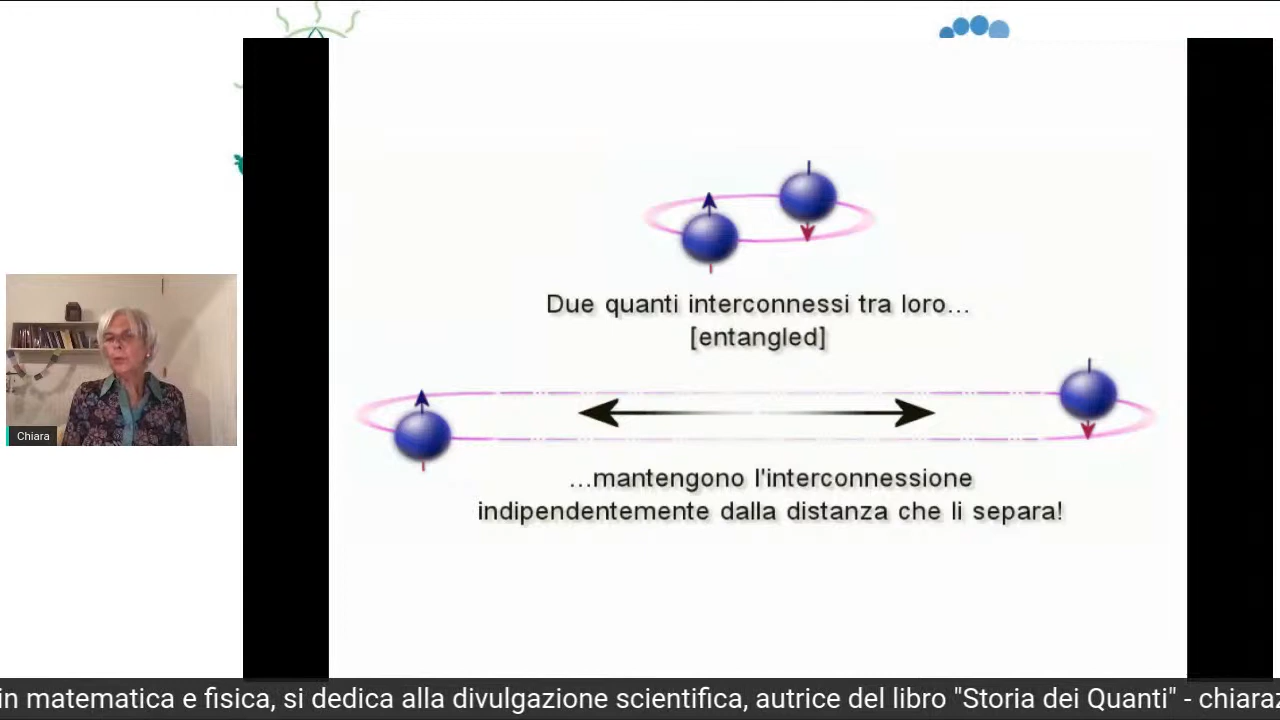 Due quanti interconnessi tra loro...
[entangled]
...mantengono l'interconnessione
indipendentemente dalla distanza che li separa!
Chiara
in matematica e fisica, si dedica alla divulgazione scientifica, autrice del libro "Storia dei Quanti" - chiaraz